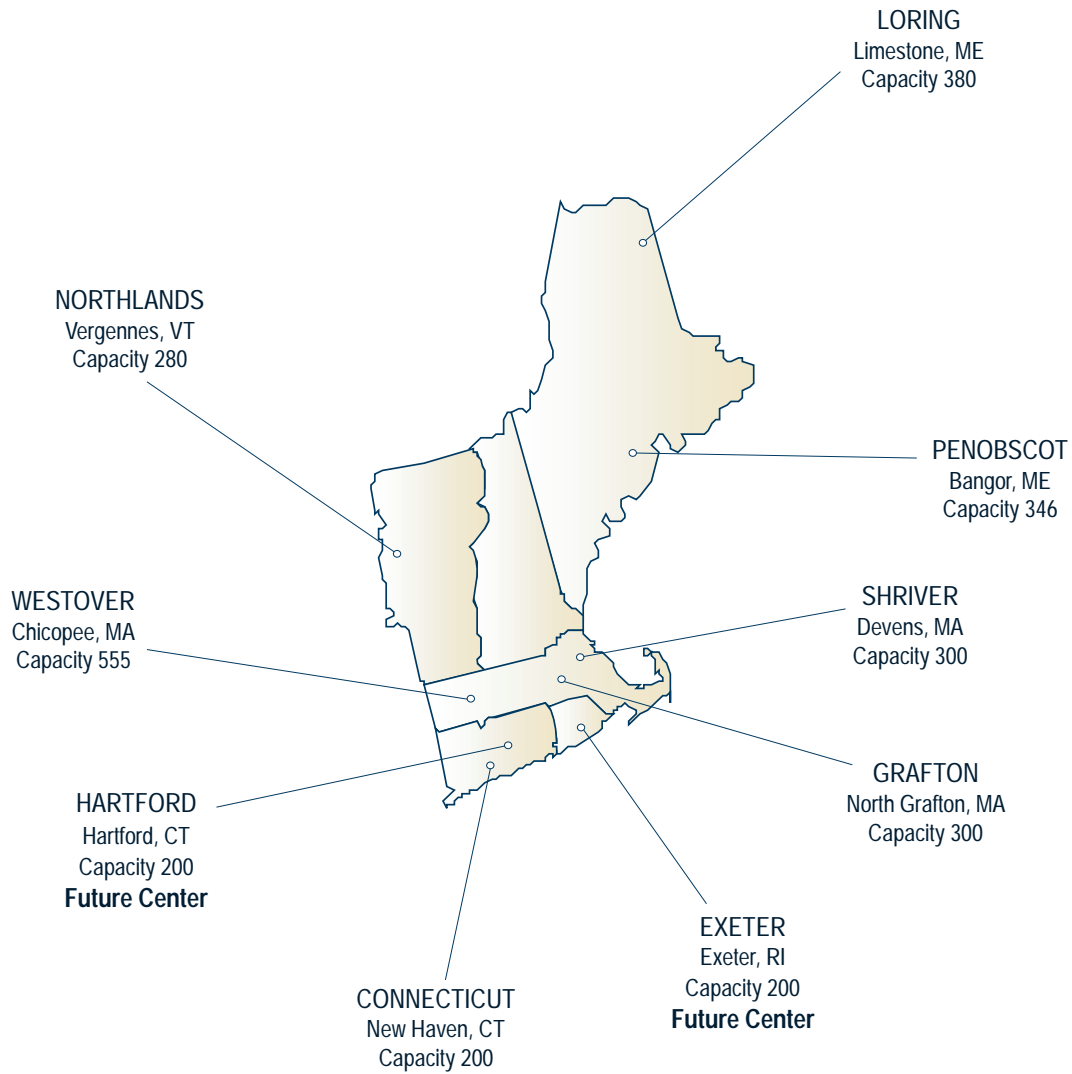 LORING
Limestone, ME
Capacity 380
NORTHLANDS
Vergennes, VT
Capacity 280
PENOBSCOT
Bangor, ME
Capacity 346
WESTOVER
Chicopee, MA
Capacity 555
SHRIVER
Devens, MA
Capacity 300
GRAFTON
North Grafton, MA
Capacity 300
HARTFORD
Hartford, CT
Capacity 200
Future Center
EXETER
Exeter, RI
Capacity 200
Future Center
CONNECTICUT
New Haven, CT
Capacity 200